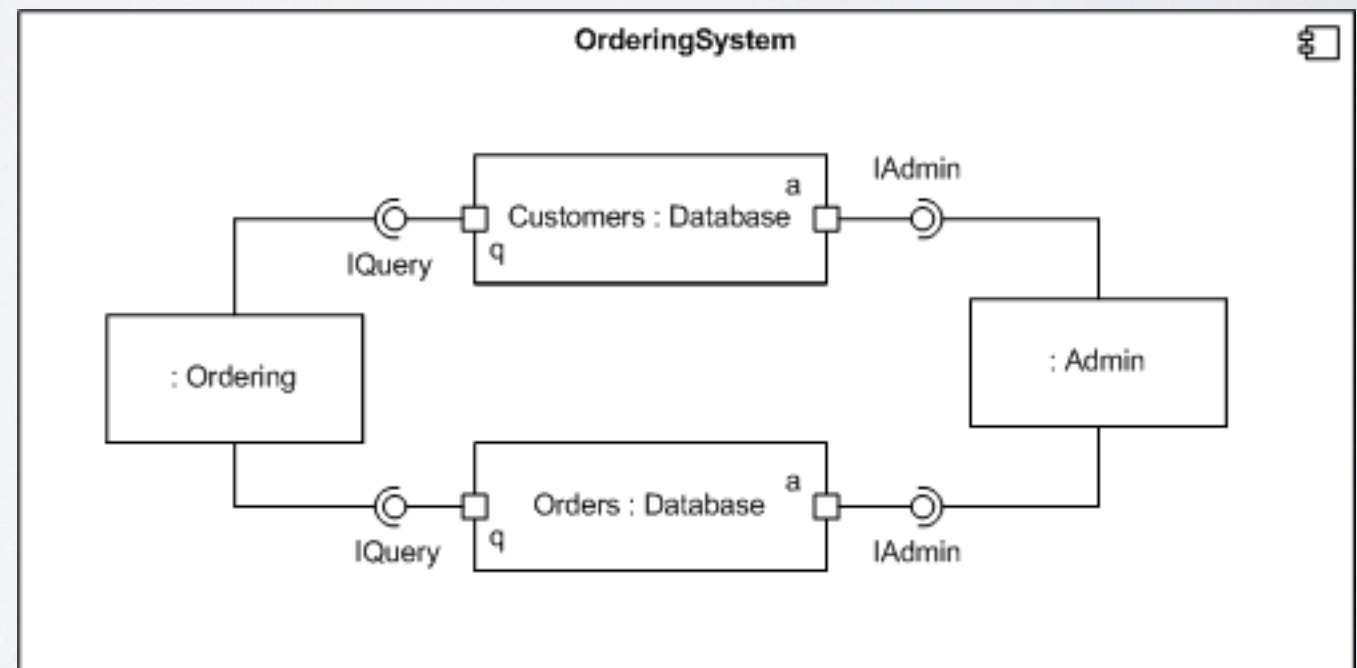 OrderingSystem
IAdmin
a
Customers : Database
q
IQuery
: Ordering
: Admin
a
Orders : Database
q
IQuery
IAdmin